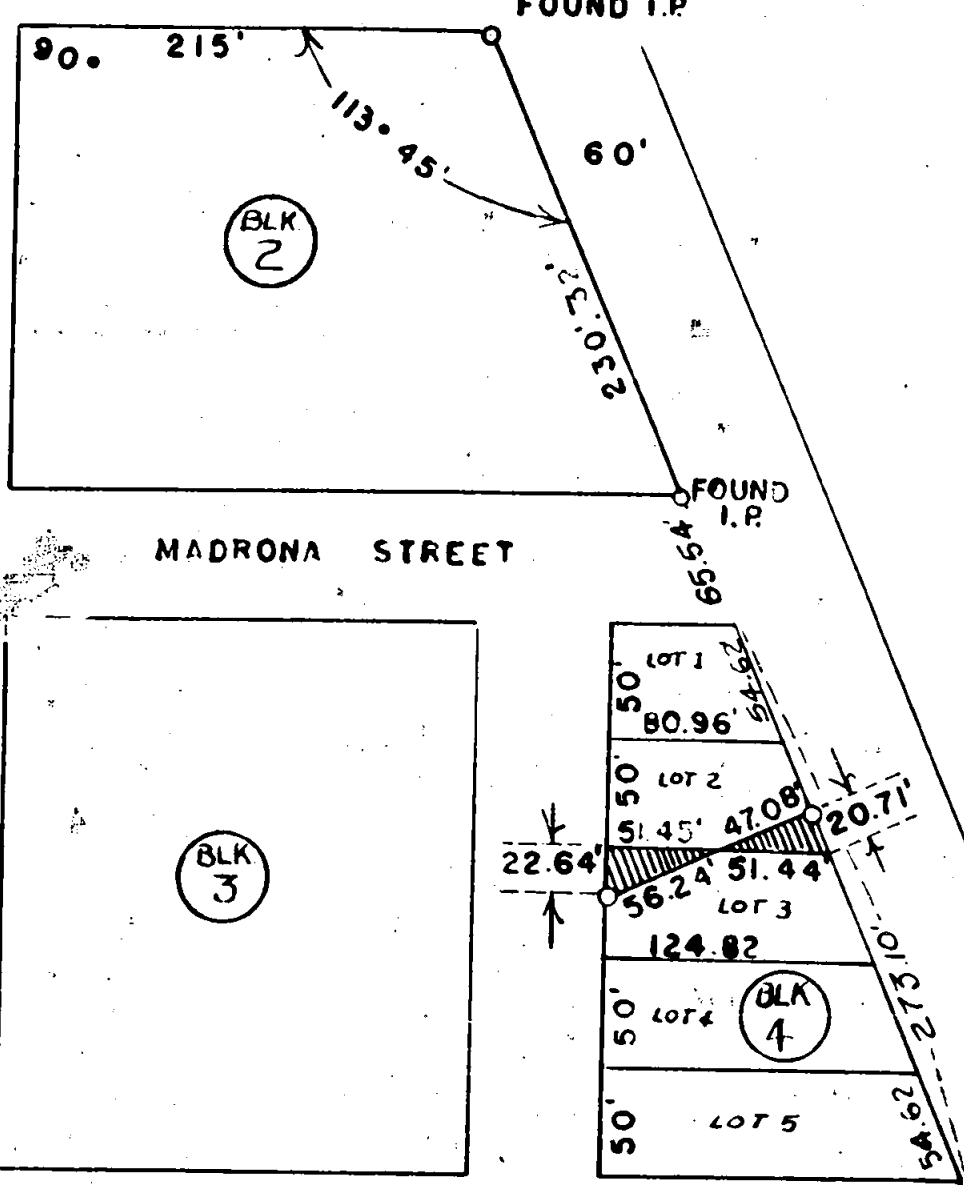 FOUND I.P.
90°
215'
113° 45'
60'
BLK
2
230'.32'
FOUND
I.P.
MADRONA STREET
65.54'
LOT 1
50'
54.62
80.96'
50'
LOT 2
47.08'
20.71'
51.45'
22.64'
BLK
3
56.24'
51.44'
LOT 3
124.82
273.10'
50'
LOT 4
BLK
4
50'
LOT 5
54.62